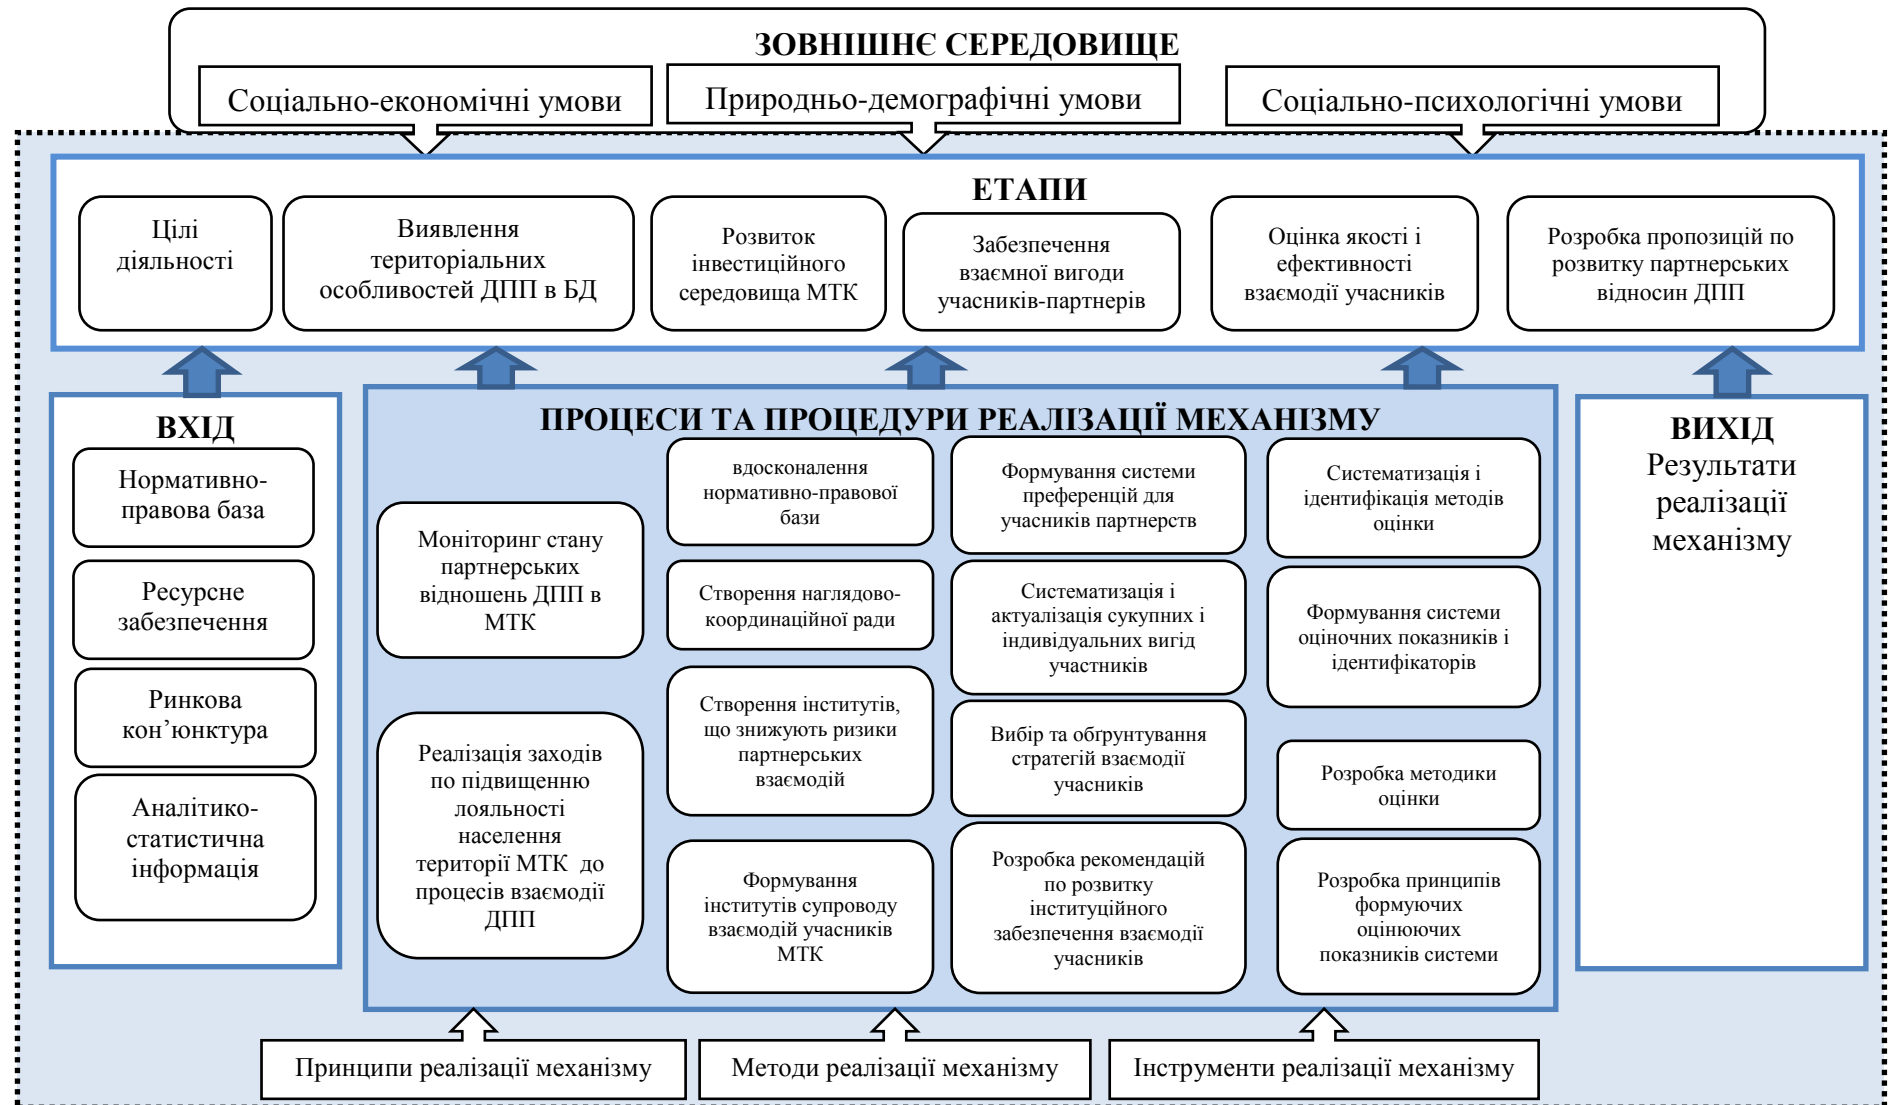 ЗОВНІШНЄ СЕРЕДОВИЩЕ
Соціально-економічні умови
Природньо-демографічні умови
Соціально-психологічні умови
ЕТАПИ
Цілі
діяльності
Виявлення
територіальних
особливостей ДПП в БД
Розвиток
інвестиційного
середовища МТК
Забезпечення
взаємної вигоди
учасників-партнерів
Оцінка якості і
ефективності
взаємодії учасників
Розробка пропозицій по
розвитку партнерських
відносин ДПП
ВХІД
Нормативно-
правова база
Ресурсне
забезпечення
Ринкова
кон’юнктура
Аналітико-
статистична
інформація
ПРОЦЕСИ ТА ПРОЦЕДУРИ РЕАЛІЗАЦІЇ МЕХАНІЗМУ
Моніторинг стану
партнерських
відношень ДПП в
МТК
Реалізація заходів
по підвищенню
лояльності
населення
території МТК до
процесів взаємодії
ДПП
вдосконалення
нормативно-правової
бази
Створення наглядово-
координаційної ради
Створення інститутів,
що знижують ризики
партнерських
взаємодій
Формування
інститутів супроводу
взаємодій учасників
МТК
Формування системи
преференцій для
учасників партнерств
Систематизація і
актуалізація сукупних і
індивідуальних вигід
участників
Вибір та обґрунтування
стратегій взаємодії
учасників
Розробка рекомендацій
по розвитку
інституційного
забезпечення взаємодії
учасників
Систематизація і
ідентифікація методів
оцінки
Формування системи
оціночних показників і
ідентифікаторів
Розробка методики
оцінки
Розробка принципів
формуючих
оцінюючих
показників системи
ВИХІД
Результати
реалізації
механізму
Принципи реалізації механізму
Методи реалізації механізму
Інструменти реалізації механізму